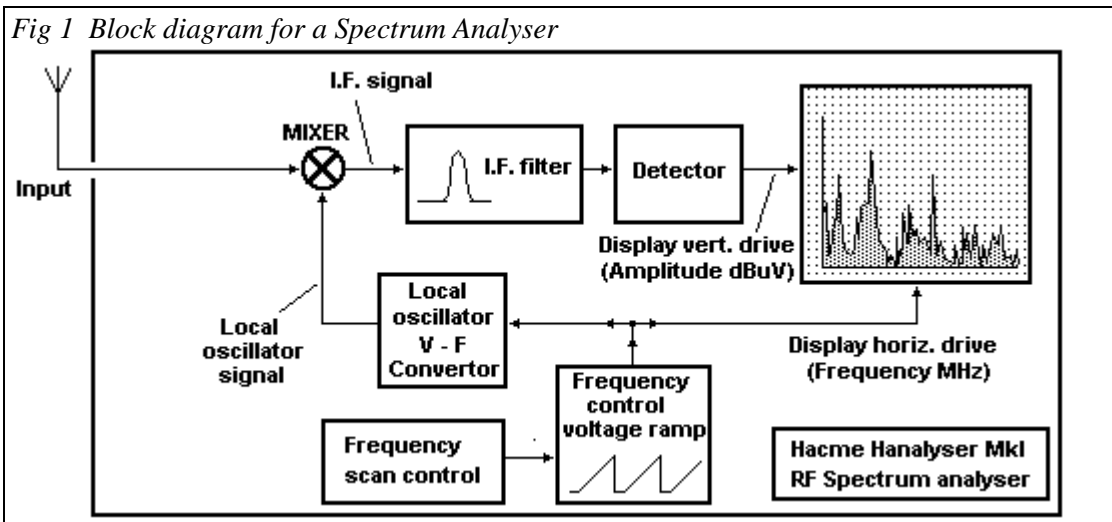 Fig 1 Block diagram for a Spectrum Analyser
I.F. signal
MIXER
Input
I.F. filter
Detector
Display vert. drive
(Amplitude dBuV)
Local
oscillator
signal
Local
oscillator
V - F
Convertor
Display horiz. drive
(Frequency MHz)
Frequency
scan control
Frequency
control
voltage ramp
Hacme Hanalyser MkI
RF Spectrum analyser